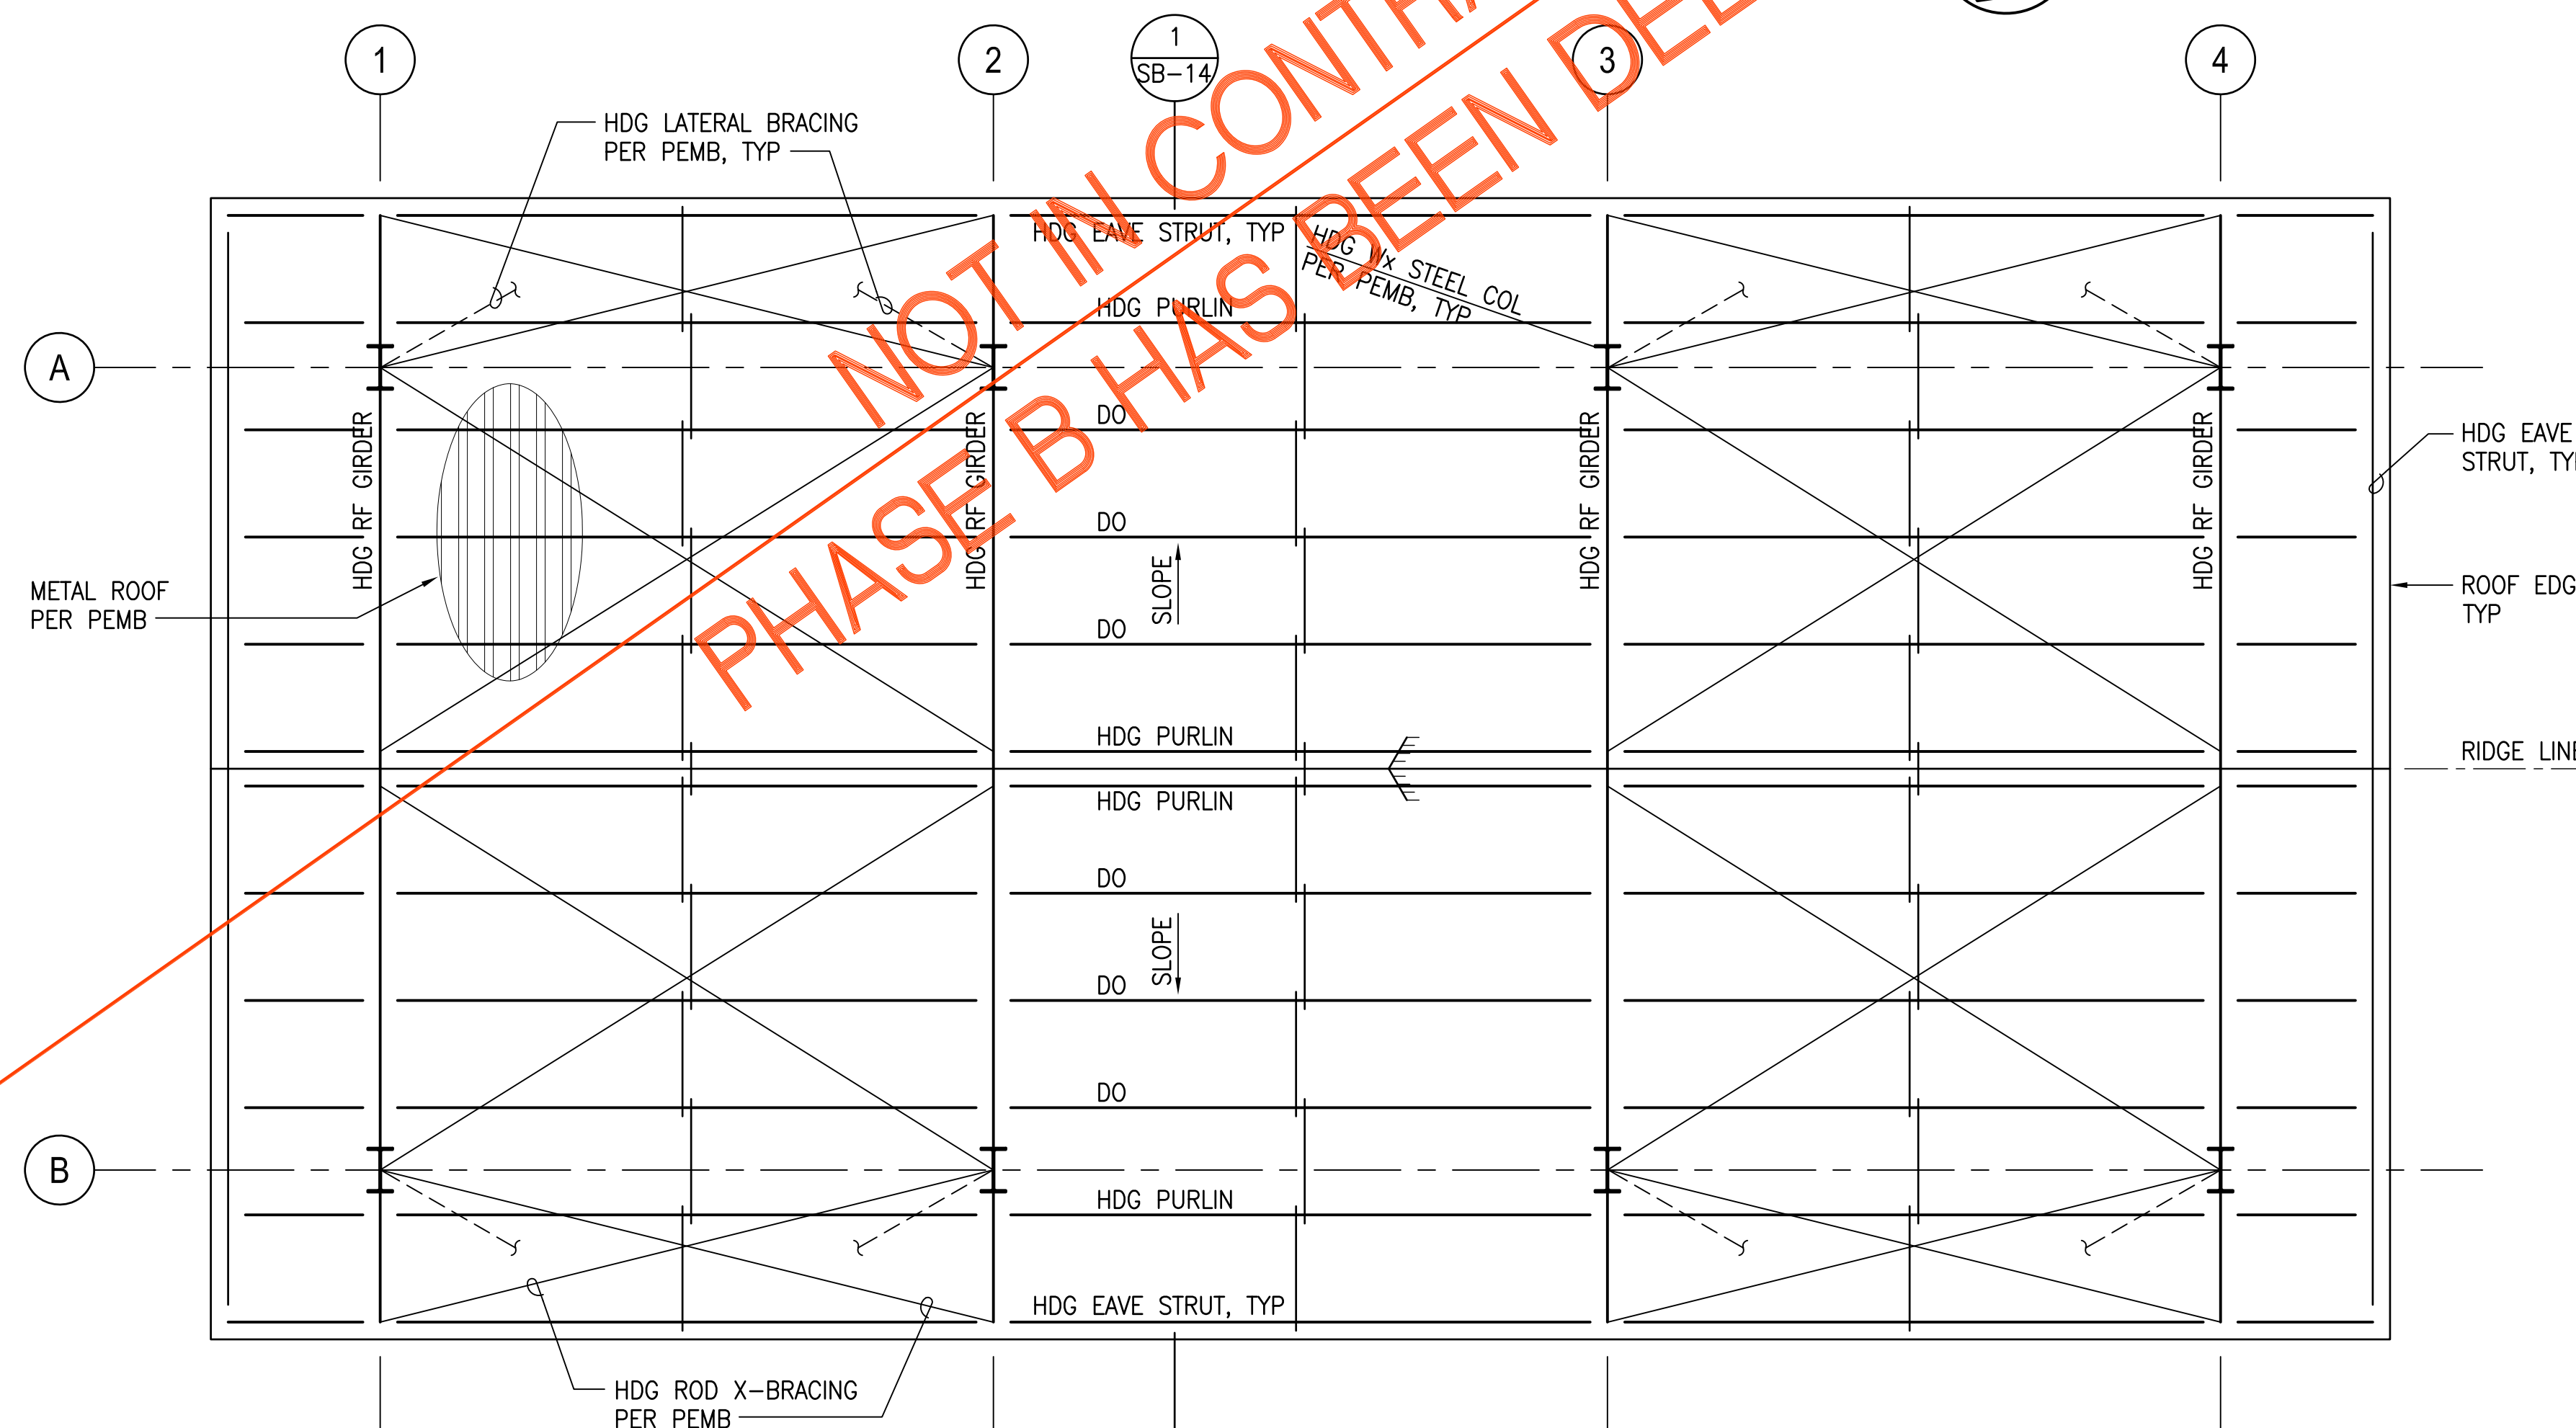 1
2
1
SB-14
3
4
HDG LATERAL BRACING
PER PEMB, TYP
NOT IN
PHASE B HAS BEEN
HDG EAVE STRUT, TYP
HDG Wx STEEL COL
PER PEMB, TYP
HDG PURLIN
A
DO
HDG RF GIRDER
HDG RF GIRDER
HDG RF GIRDER
HDG RF GIRDER
HDG EAVE
STRUT, TY
DO
SLOPE
METAL ROOF
PER PEMB
ROOF EDG
TYP
DO
HDG PURLIN
RIDGE LINE
HDG PURLIN
DO
SLOPE
DO
DO
B
HDG PURLIN
HDG EAVE STRUT, TYP
HDG ROD X-BRACING
PER PEMB